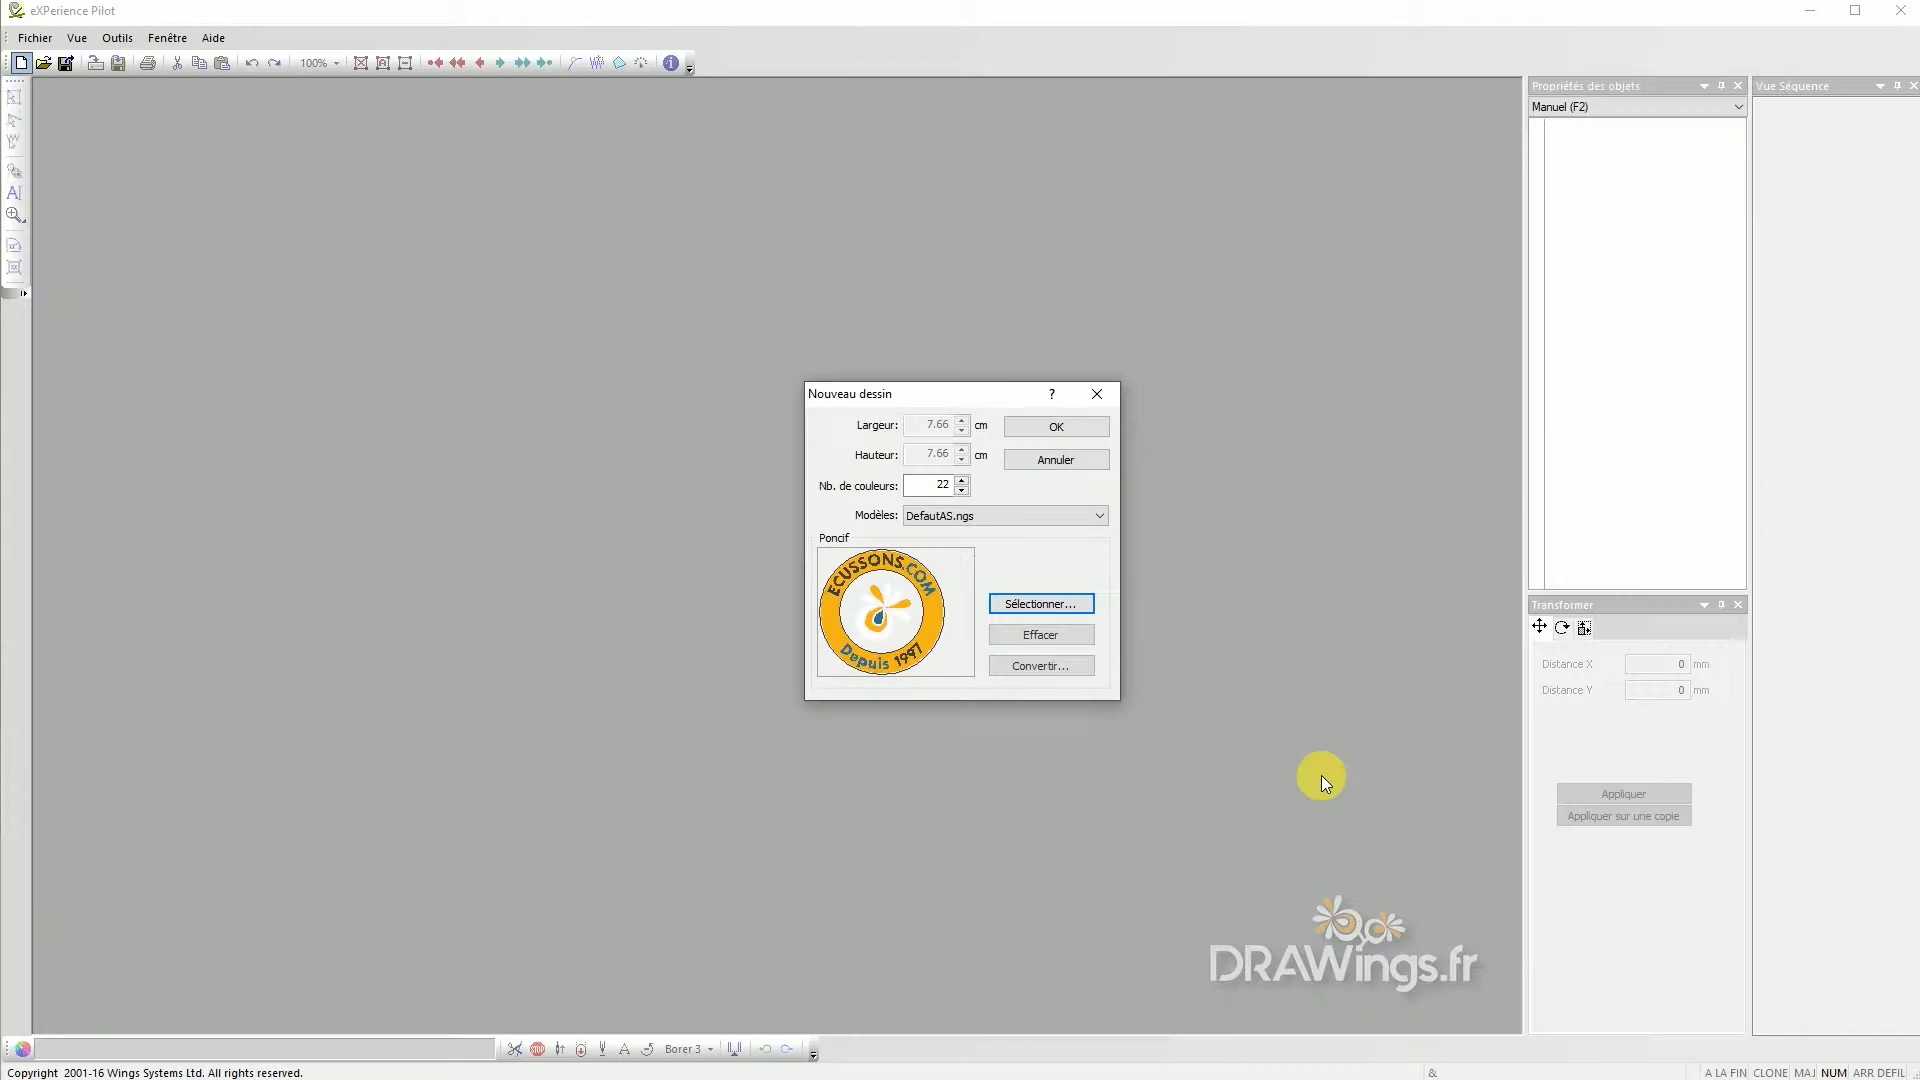 eXPerience Pilot
Fichier Vue Outils Fenêtre Aide
100%
Propriétés des objets
Vue Séquence
Manuel (F2)
Nouveau dessin
?
Largeur: 7.66 cm
OK
Hauteur: 7.66 cm
Annuler
Nb. de couleurs: 22
Modèles: DefautAS.ngs
Poncif
ECUSSONS.COM
Depuis 1997
Sélectionner...
Effacer
Convertir...
Transformer
Distance X 0 mm
Distance Y 0 mm
Appliquer
Appliquer sur une copie
DRAWings.fr
STOP
Borer 3
Copyright 2001-16 Wings Systems Ltd. All rights reserved.
&
A LA FIN CLONE MAJ NUM ARR DEFIL